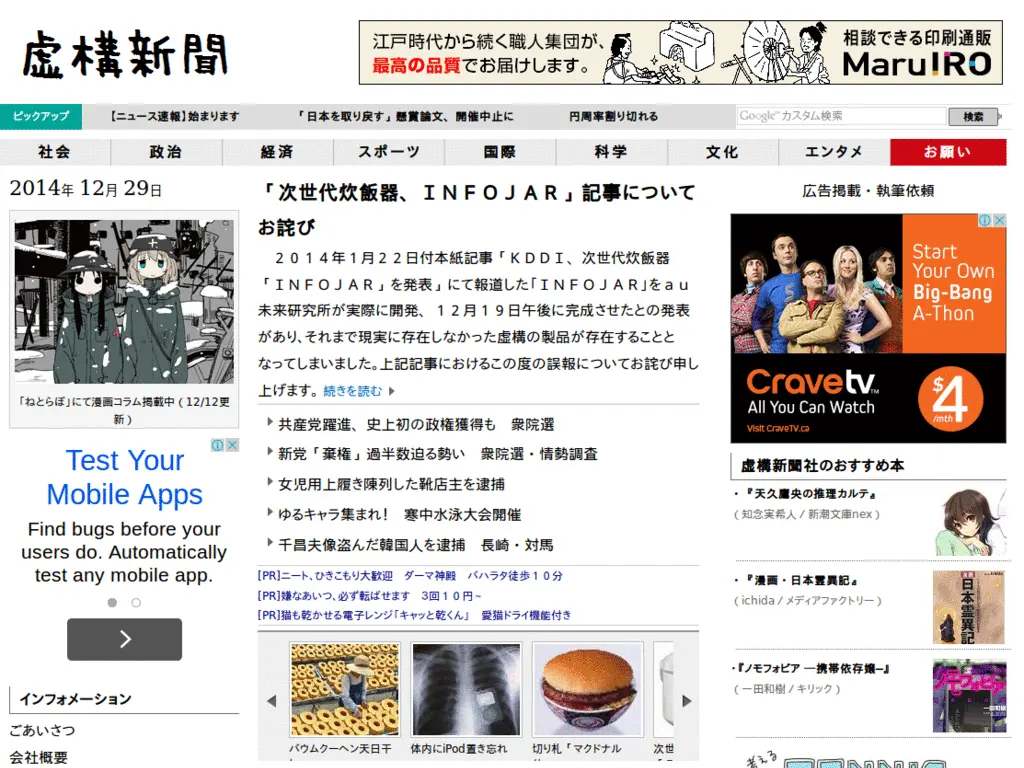 虚構新聞
江戸時代から続く職人集団が、
最高の品質でお届けします。
相談できる印刷通販
MaruIRO
ピックアップ
【ニュース速報】始まります
「日本を取り戻す」懸賞論文、開催中止に
円周率割り切れる
Google™カスタム検索
検索
社会
政治
経済
スポーツ
国際
科学
文化
エンタメ
お願い
2014年 12月 29日
「ねとらぼ」にて漫画コラム掲載中（12/12更
新）
Test Your
Mobile Apps
Find bugs before your
users do. Automatically
test any mobile app.
インフォメーション
ごあいさつ
会社概要
「次世代炊飯器、ＩＮＦＯＪＡＲ」記事について
お詫び
２０１４年１月２２日付本紙記事「ＫＤＤＩ、次世代炊飯器
「ＩＮＦＯＪＡＲ」を発表」にて報道した「ＩＮＦＯＪＡＲ」をａｕ
未来研究所が実際に開発、１２月１９日午後に完成させたとの発表
があり、それまで現実に存在しなかった虚構の製品が存在することと
なってしまいました。上記記事におけるこの度の誤報についてお詫び申し
上げます。 続きを読む
共産党躍進、史上初の政権獲得も　衆院選
新党「棄権」過半数迫る勢い　衆院選・情勢調査
女児用上履き陳列した靴店主を逮捕
ゆるキャラ集まれ！　寒中水泳大会開催
千昌夫像盗んだ韓国人を逮捕　長崎・対馬
[PR]ニート、ひきこもり大歓迎　ダーマ神殿　バハラタ徒歩１０分
[PR]嫌なあいつ、必ず転ばせます　３回１０円～
[PR]猫も乾かせる電子レンジ「キャッと乾くん」　愛猫ドライ機能付き
バウムクーヘン天日干
体内にiPod置き忘れ
切り札「マクドナル
次世
広告掲載・執筆依頼
Start
Your Own
Big-Bang
A-Thon
Cravetv™
All You Can Watch
Visit CraveTV.ca
$4
/mth
虚構新聞社のおすすめ本
・『天久鷹央の推理カルテ』
（知念実希人 / 新潮文庫nex）
・『漫画・日本霊異記』
（ichida / メディアファクトリー）
日本霊異記
・『ノモフォビア ―携帯依存嬢―』
（一田和樹 / キリック）
考える